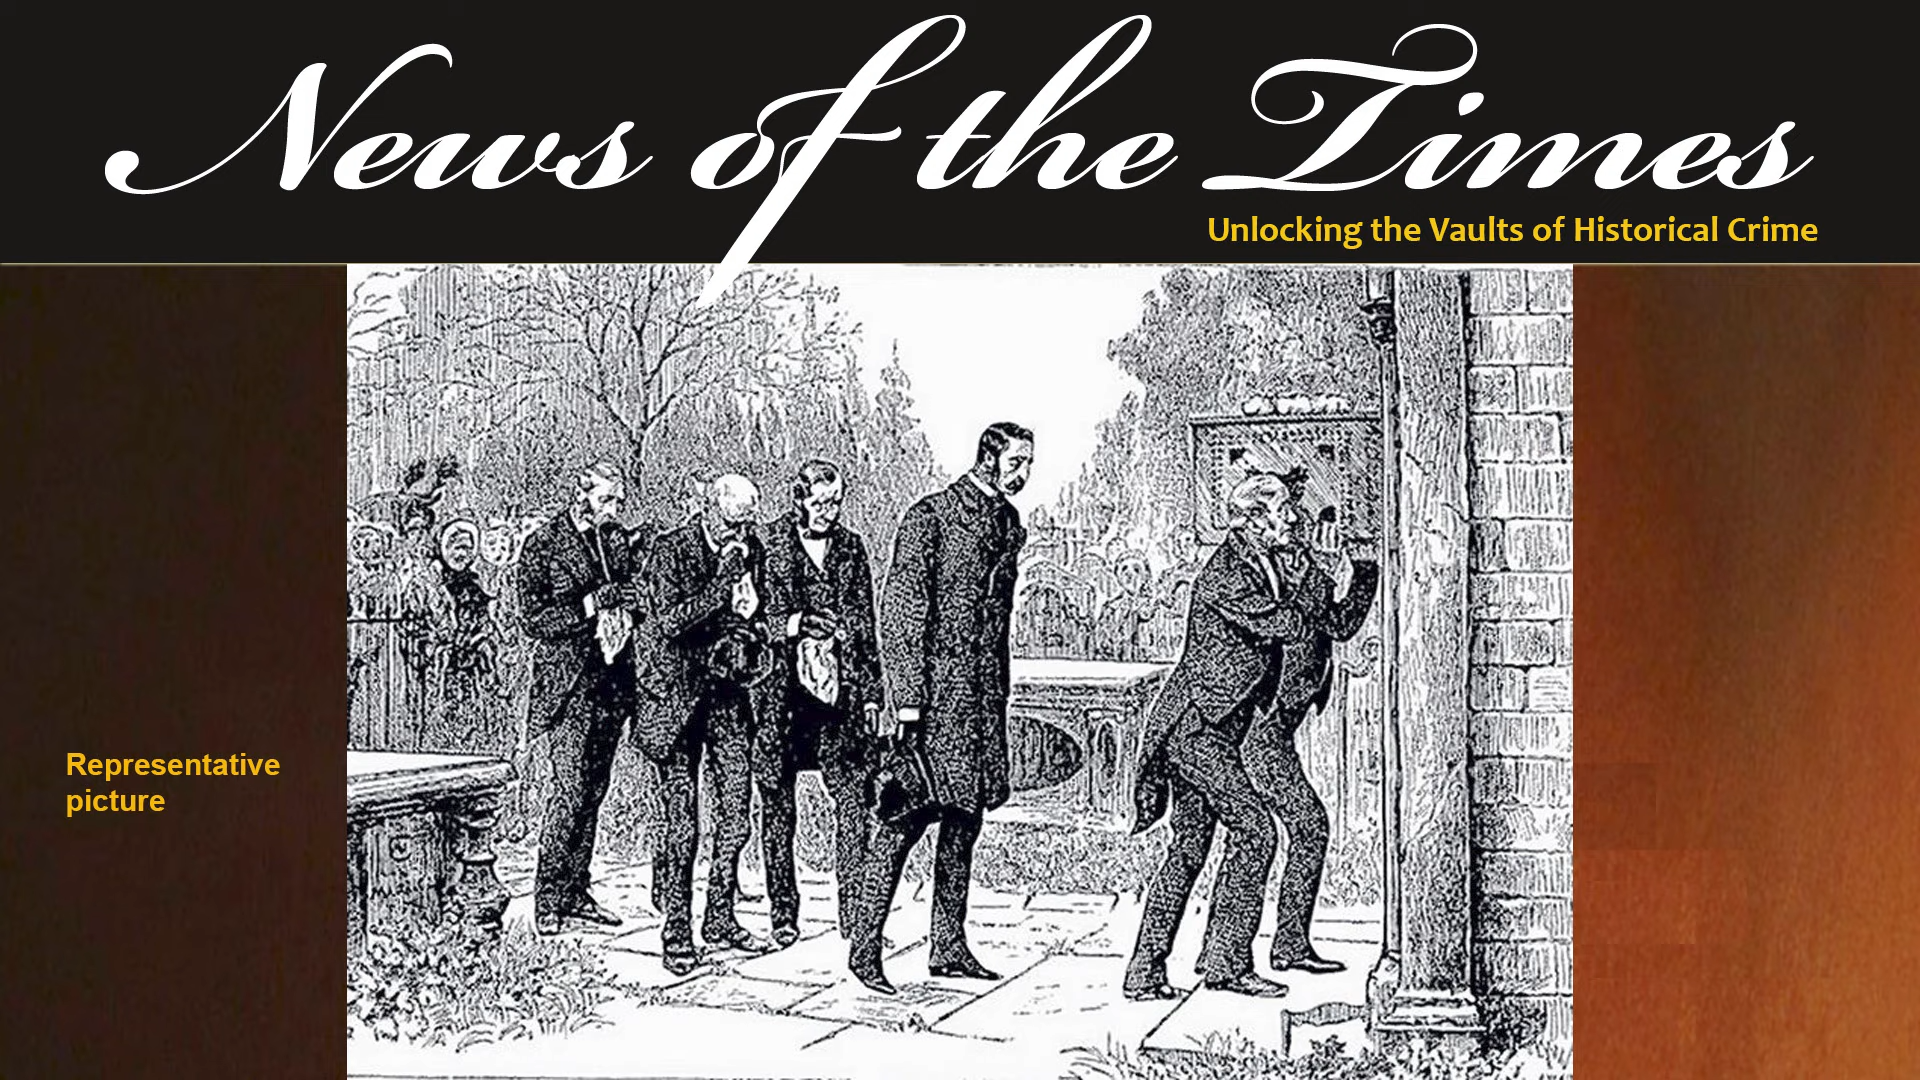 News of the Times
Unlocking the Vaults of Historical Crime
Representative
picture